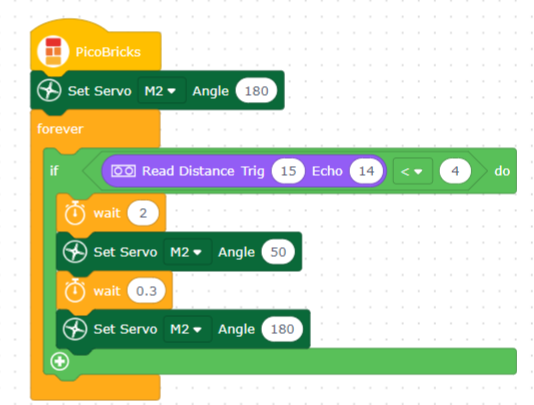 PicoBricks
Set Servo M2 Angle 180
forever
if Read Distance Trig 15 Echo 14 < 4 do
wait 2
Set Servo M2 Angle 50
wait 0.3
Set Servo M2 Angle 180